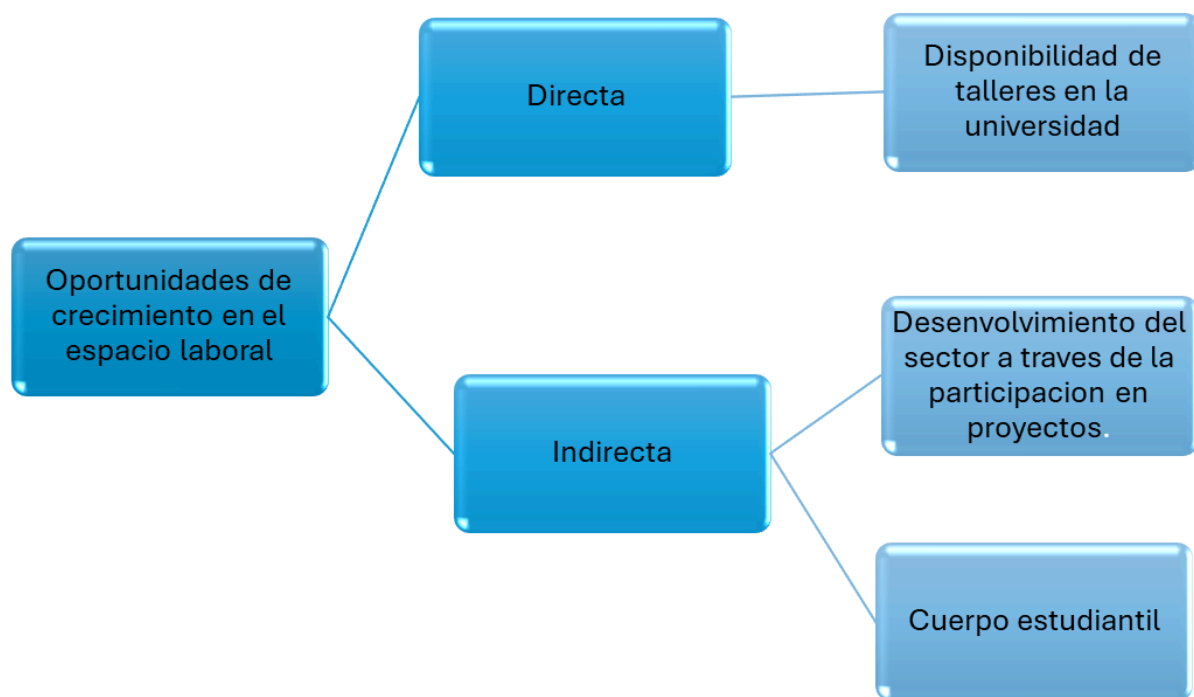 Oportunidades de
crecimiento en el
espacio laboral
Directa
Disponibilidad de
talleres en la
universidad
Indirecta
Desenvolvimiento del
sector a traves de la
participacion en
proyectos.
Cuerpo estudiantil